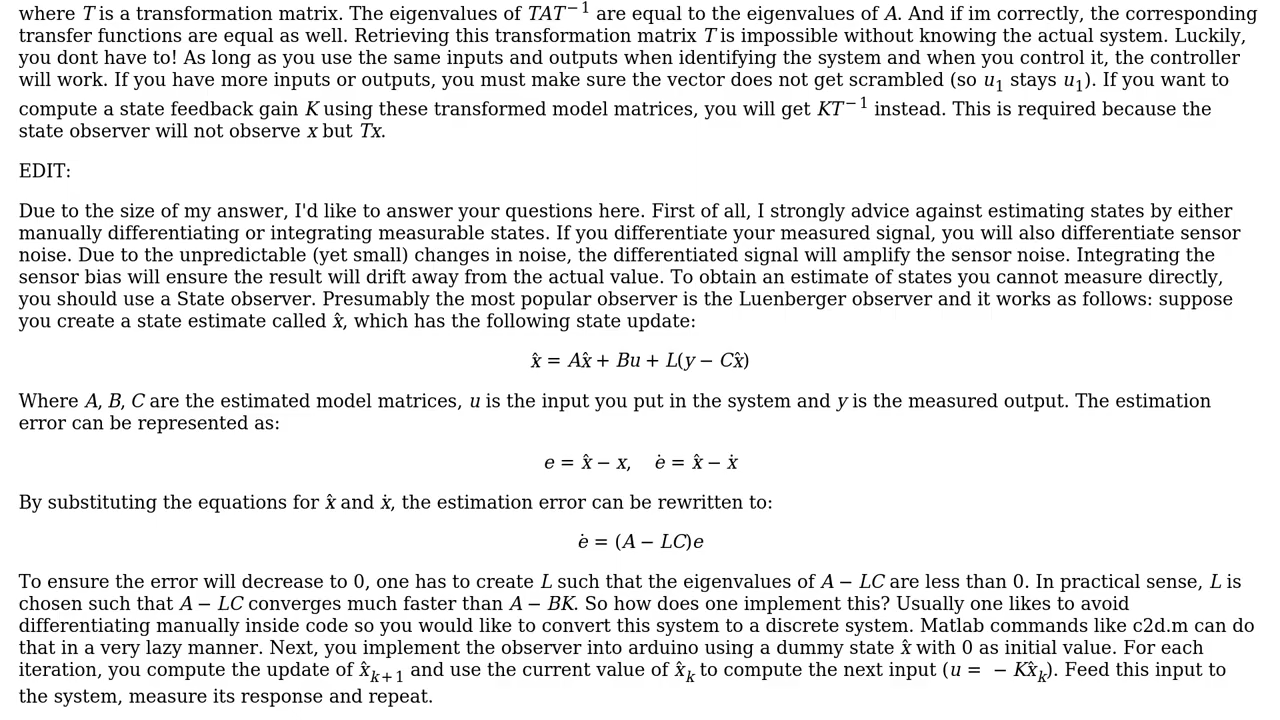 where T is a transformation matrix. The eigenvalues of TAT⁻¹ are equal to the eigenvalues of A. And if im correctly, the corresponding
transfer functions are equal as well. Retrieving this transformation matrix T is impossible without knowing the actual system. Luckily,
you dont have to! As long as you use the same inputs and outputs when identifying the system and when you control it, the controller
will work. If you have more inputs or outputs, you must make sure the vector does not get scrambled (so u₁ stays u₁). If you want to
compute a state feedback gain K using these transformed model matrices, you will get KT⁻¹ instead. This is required because the
state observer will not observe x but Tx.
EDIT:
Due to the size of my answer, I'd like to answer your questions here. First of all, I strongly advice against estimating states by either
manually differentiating or integrating measurable states. If you differentiate your measured signal, you will also differentiate sensor
noise. Due to the unpredictable (yet small) changes in noise, the differentiated signal will amplify the sensor noise. Integrating the
sensor bias will ensure the result will drift away from the actual value. To obtain an estimate of states you cannot measure directly,
you should use a State observer. Presumably the most popular observer is the Luenberger observer and it works as follows: suppose
you create a state estimate called x̂, which has the following state update:
x̂ = Ax̂ + Bu + L(y − Cx̂)
Where A, B, C are the estimated model matrices, u is the input you put in the system and y is the measured output. The estimation
error can be represented as:
e = x̂ − x, ė = x̂ − ẋ
By substituting the equations for x̂ and ẋ, the estimation error can be rewritten to:
ė = (A − LC)e
To ensure the error will decrease to 0, one has to create L such that the eigenvalues of A − LC are less than 0. In practical sense, L is
chosen such that A − LC converges much faster than A − BK. So how does one implement this? Usually one likes to avoid
differentiating manually inside code so you would like to convert this system to a discrete system. Matlab commands like c2d.m can do
that in a very lazy manner. Next, you implement the observer into arduino using a dummy state x̂ with 0 as initial value. For each
iteration, you compute the update of x̂ₖ₊₁ and use the current value of x̂ₖ to compute the next input (u = − Kx̂ₖ). Feed this input to
the system, measure its response and repeat.